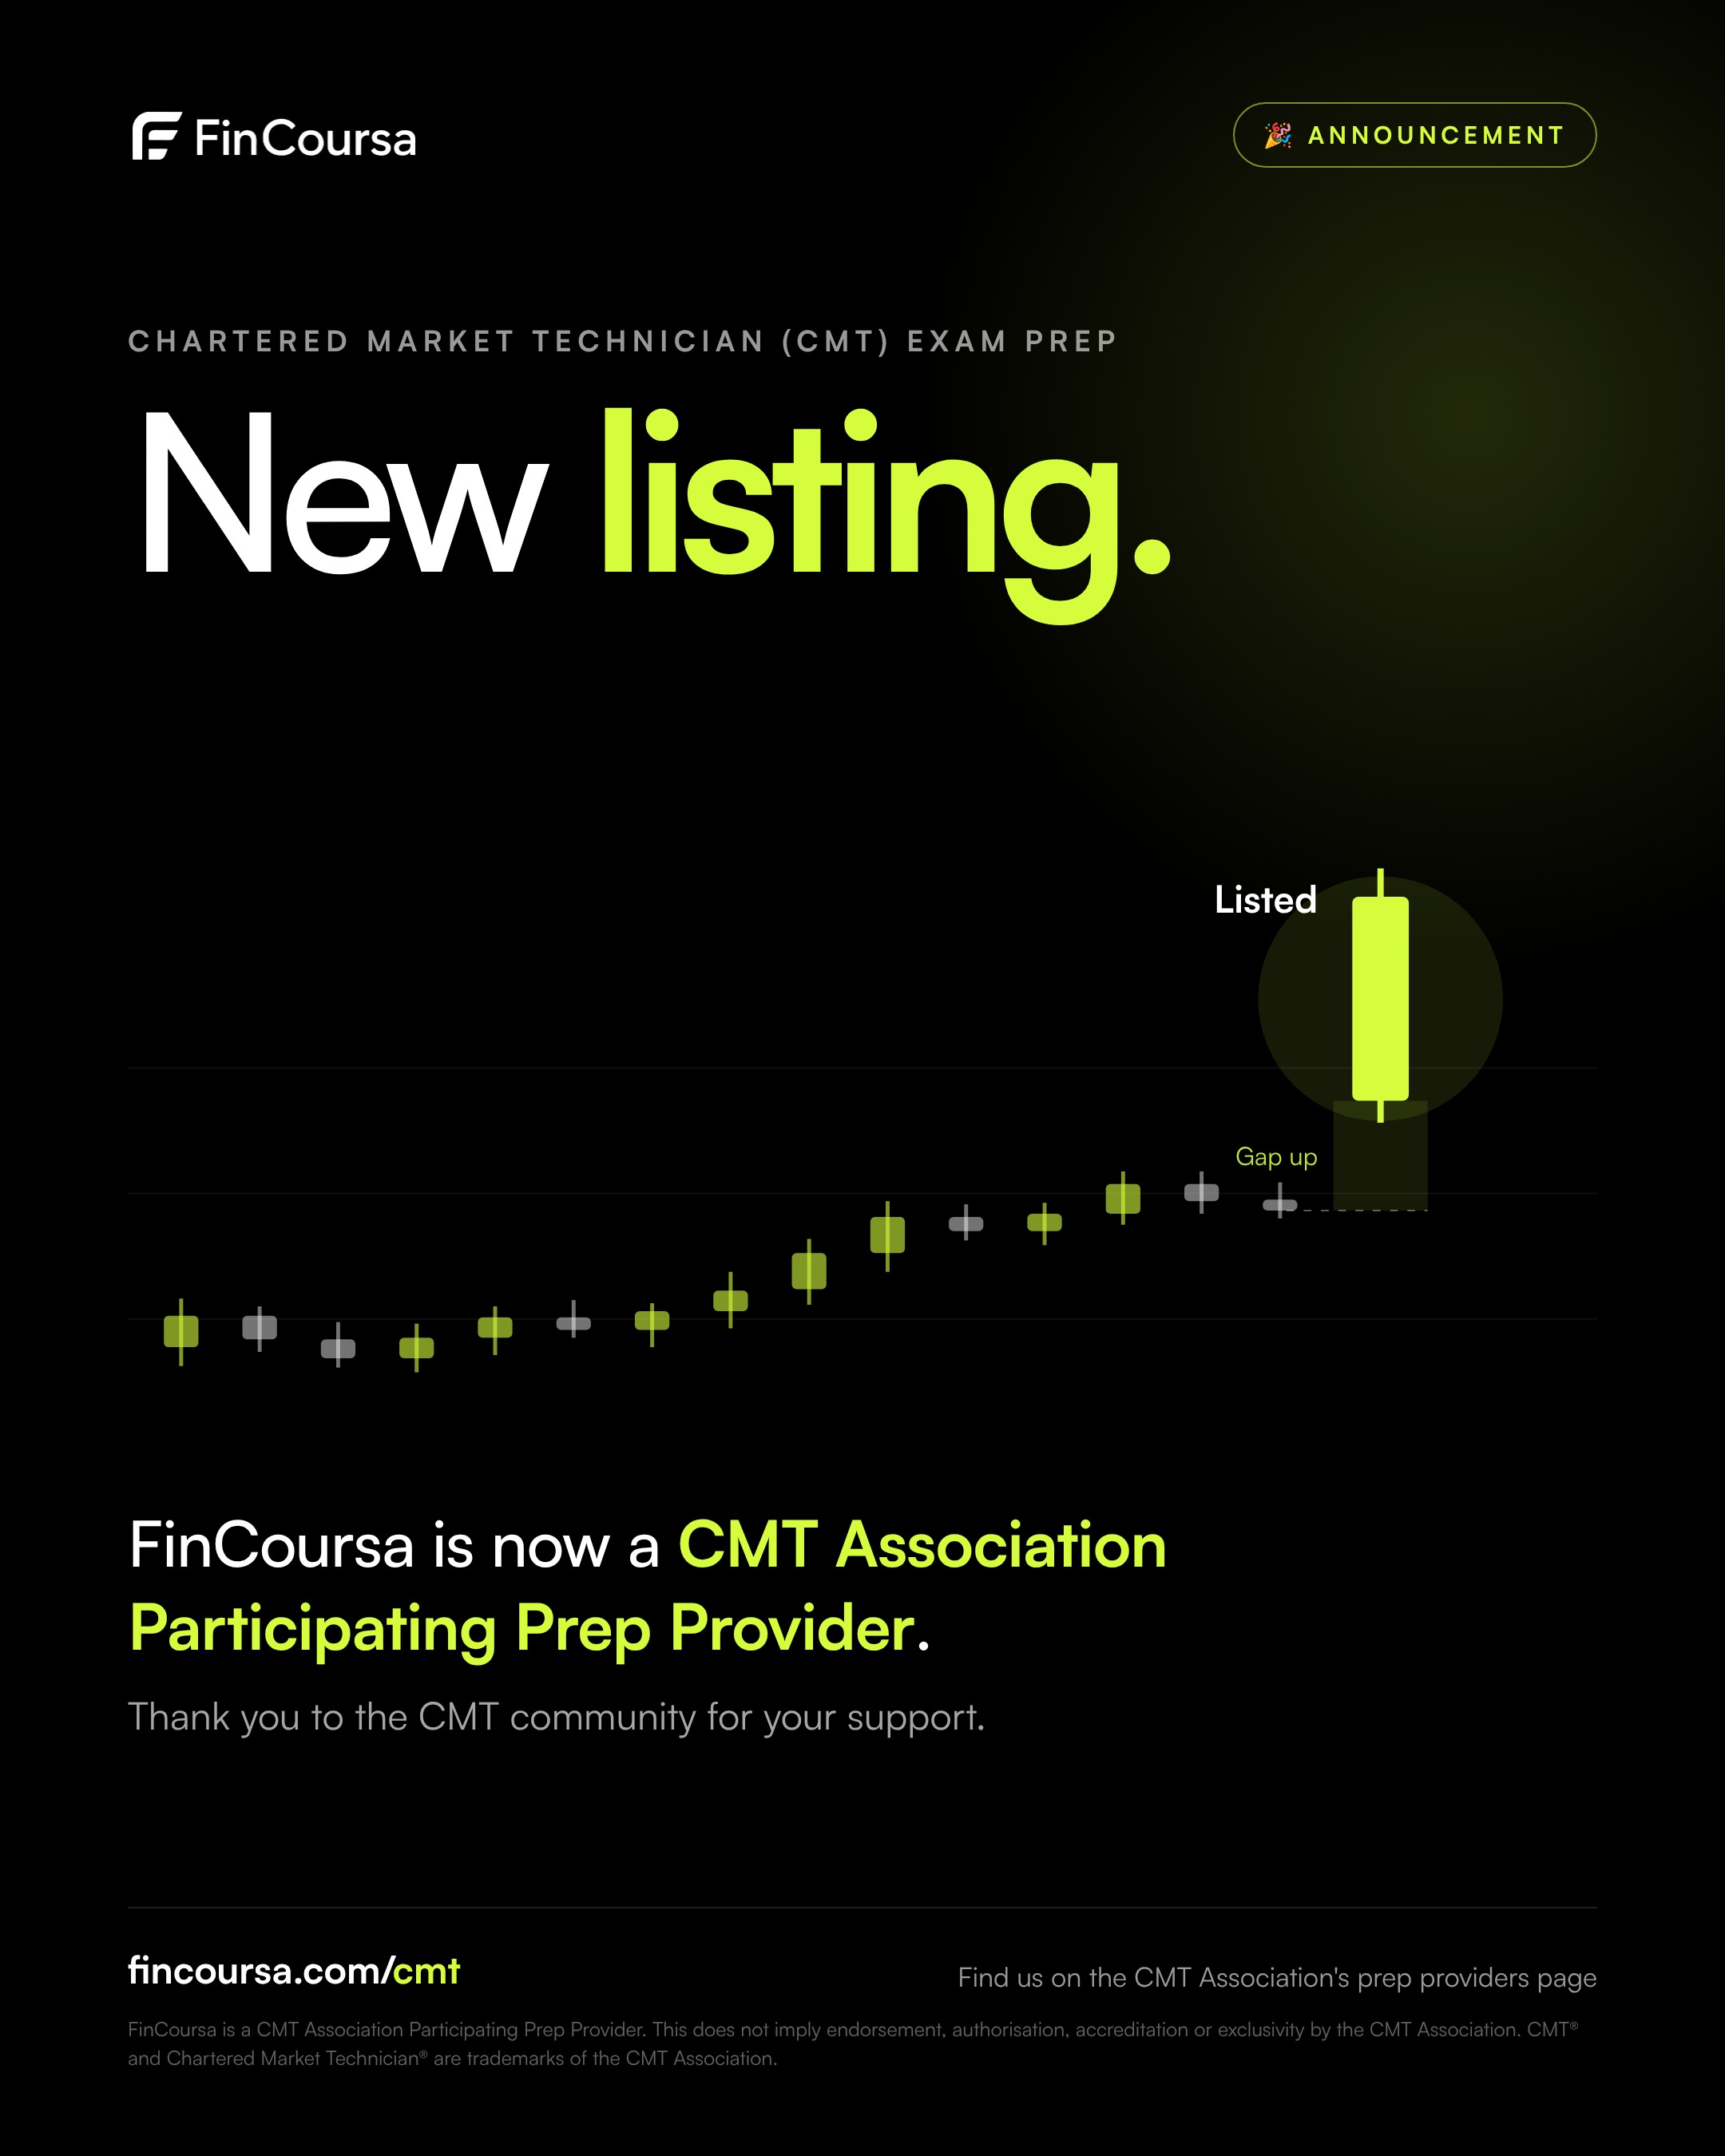 FinCoursa
🎉 ANNOUNCEMENT
CHARTERED MARKET TECHNICIAN (CMT) EXAM PREP
New listing.
Listed
Gap up
FinCoursa is now a CMT Association
Participating Prep Provider.
Thank you to the CMT community for your support.
fincoursa.com/cmt
Find us on the CMT Association's prep providers page
FinCoursa is a CMT Association Participating Prep Provider. This does not imply endorsement, authorisation, accreditation or exclusivity by the CMT Association. CMT®
and Chartered Market Technician® are trademarks of the CMT Association.